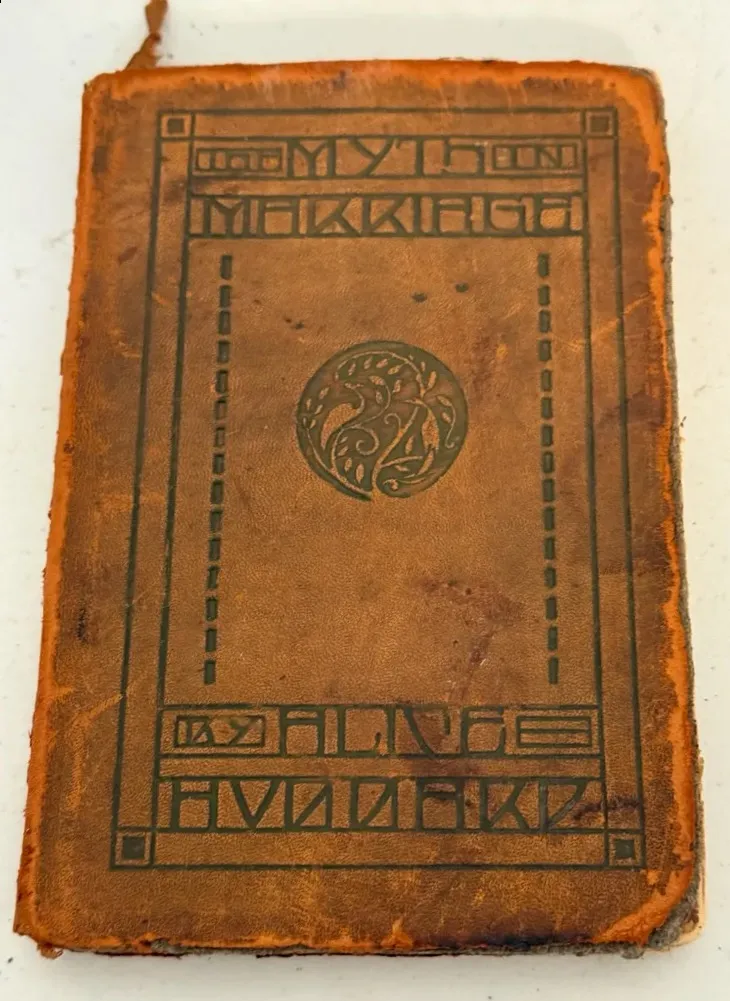 THE MYTH IN
MARRIAGE
BY ALICE
HUBBARD